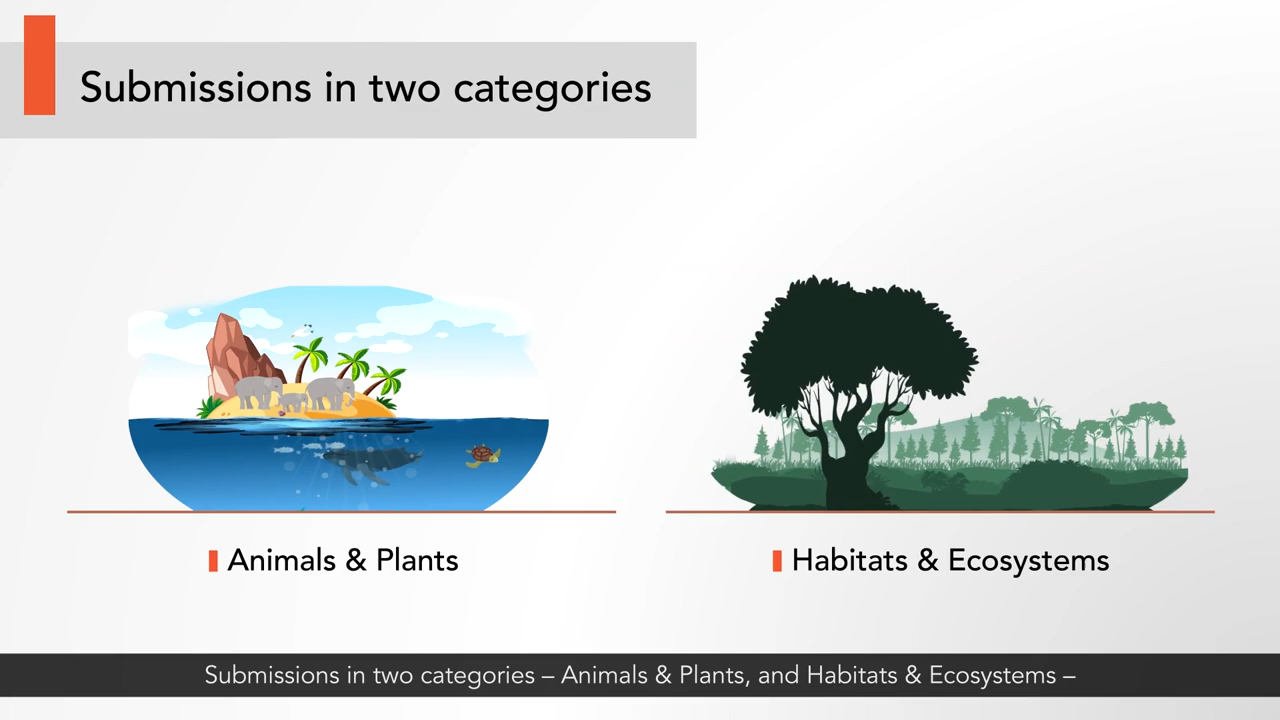 Submissions in two categories
Animals & Plants
Habitats & Ecosystems
Submissions in two categories – Animals & Plants, and Habitats & Ecosystems –